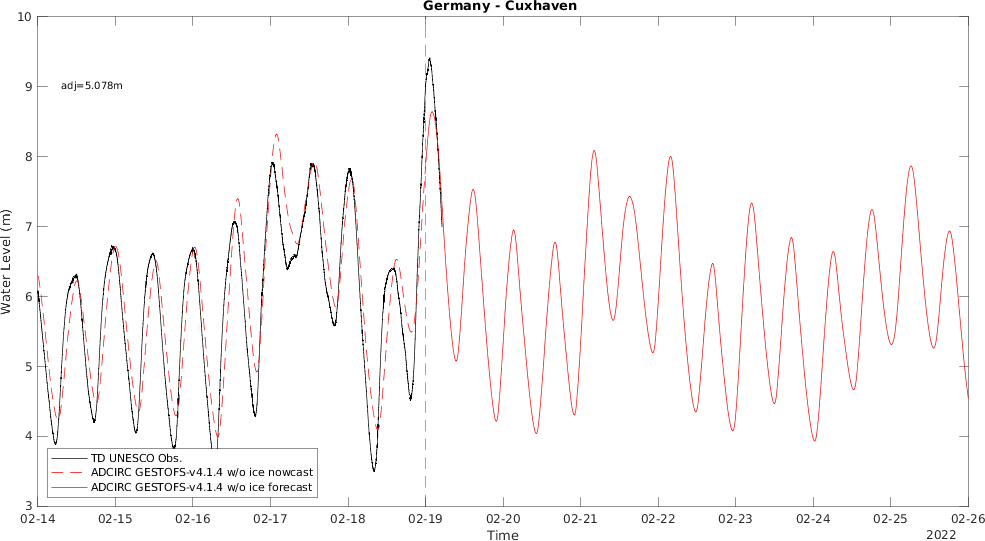 Germany - Cuxhaven
10
9
8
7
6
5
4
3
Water Level (m)
adj=5.078m
TD UNESCO Obs.
ADCIRC GESTOFS-v4.1.4 w/o ice nowcast
ADCIRC GESTOFS-v4.1.4 w/o ice forecast
02-14 02-15 02-16 02-17 02-18 02-19 02-20 02-21 02-22 02-23 02-24 02-25 02-26
Time
2022